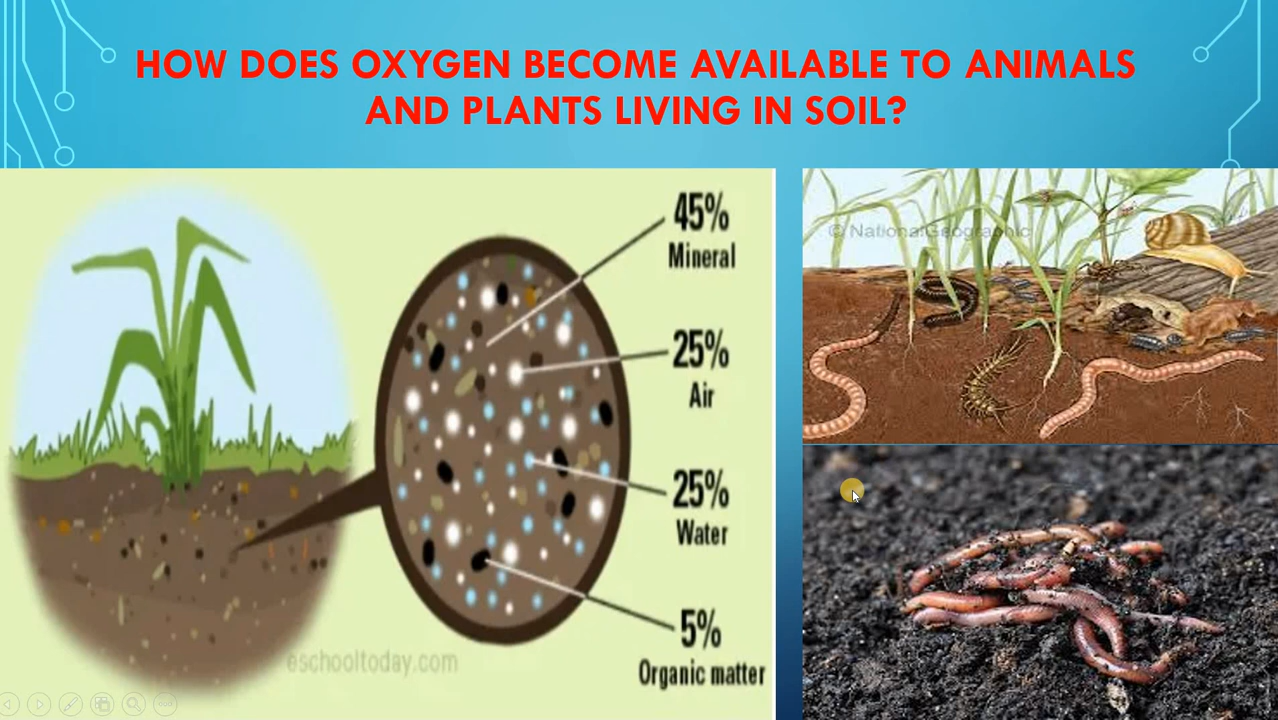 HOW DOES OXYGEN BECOME AVAILABLE TO ANIMALS
AND PLANTS LIVING IN SOIL?
45%
Mineral
25%
Air
25%
Water
5%
Organic matter
eschooltoday.com
© NationalGeographic